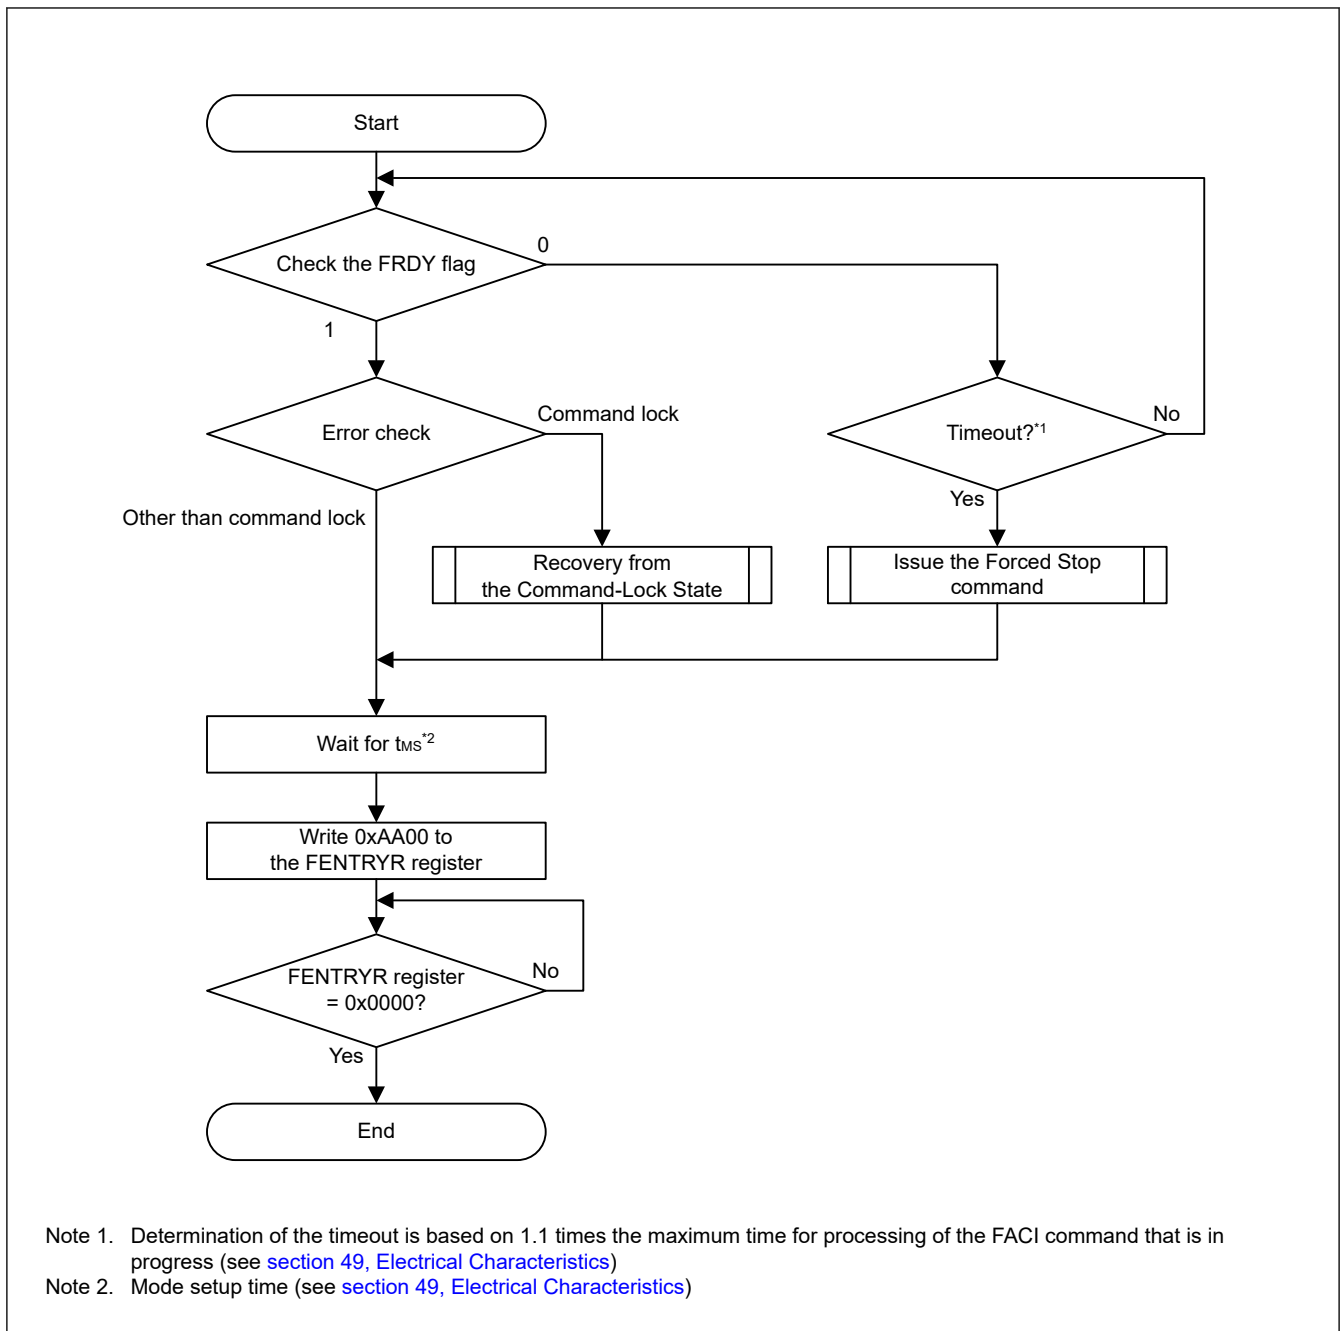 Start
Check the FRDY flag
0
1
Error check
Command lock
Timeout?*1
No
Other than command lock
Yes
Recovery from
the Command-Lock State
Issue the Forced Stop
command
Wait for tMS*2
Write 0xAA00 to
the FENTRYR register
FENTRYR register
= 0x0000?
No
Yes
End
Note 1. Determination of the timeout is based on 1.1 times the maximum time for processing of the FACI command that is in
progress (see section 49, Electrical Characteristics)
Note 2. Mode setup time (see section 49, Electrical Characteristics)